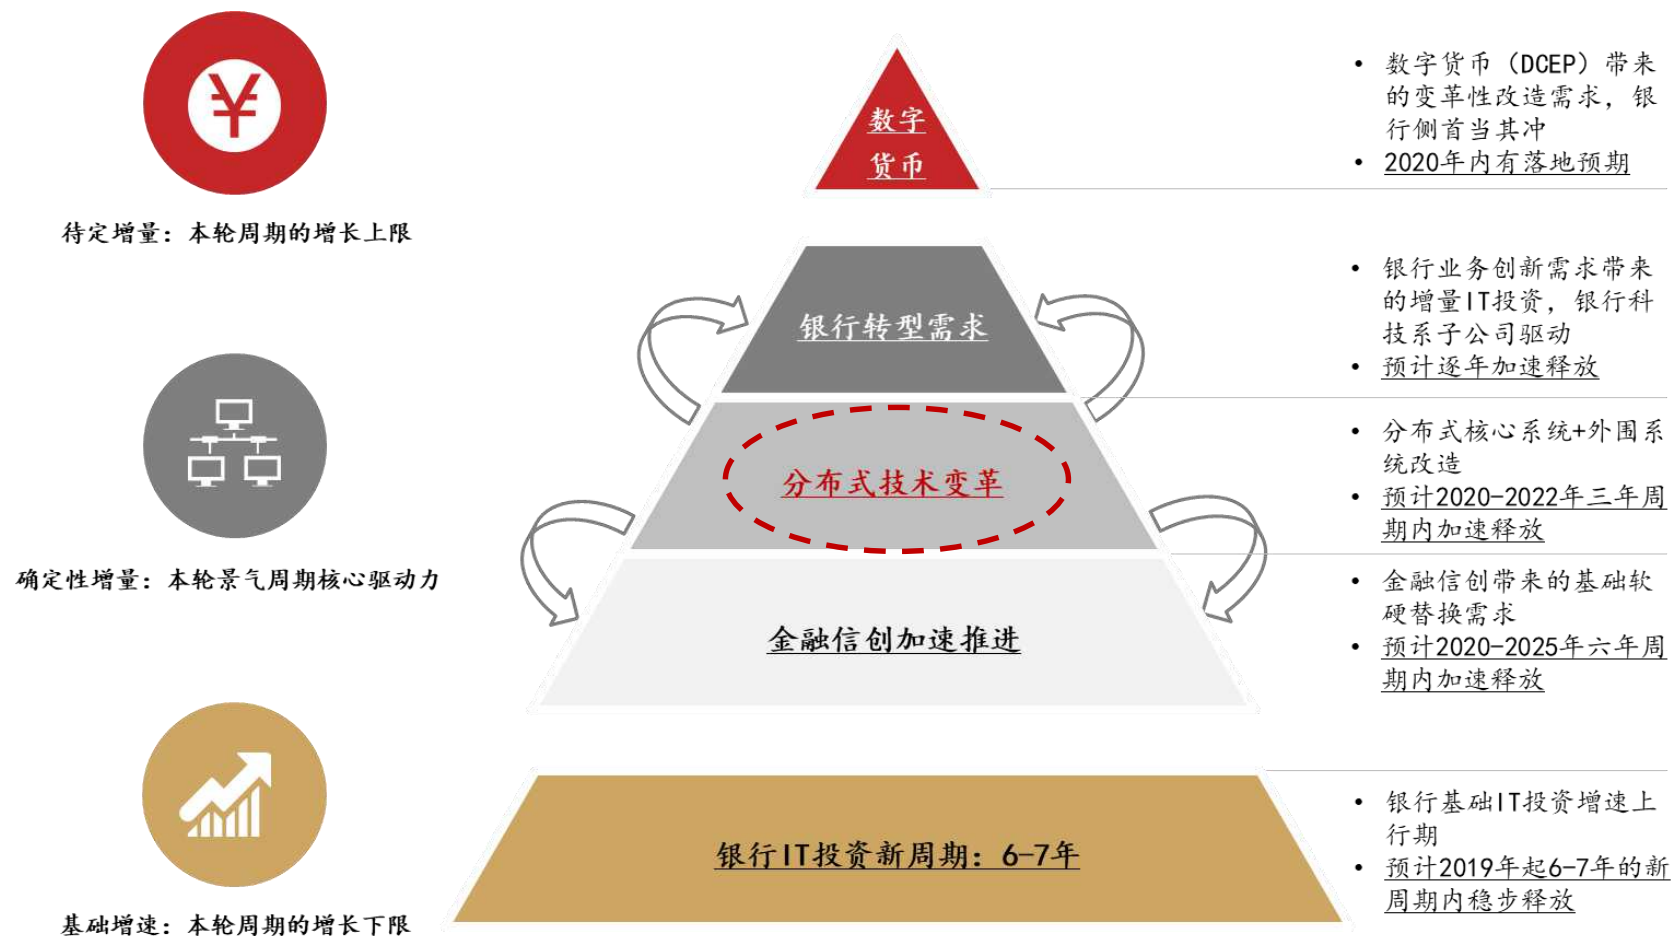 ¥
待定增量：本轮周期的增长上限
数字
货币
• 数字货币（DCEP）带来
的变革性改造需求，银
行侧首当其冲
• 2020年内有落地预期
银行转型需求
• 银行业务创新需求带来
的增量IT投资，银行科
技系子公司驱动
• 预计逐年加速释放
确定性增量：本轮景气周期核心驱动力
分布式技术变革
• 分布式核心系统+外围系
统改造
• 预计2020-2022年三年周
期内加速释放
金融信创加速推进
• 金融信创带来的基础软
硬替换需求
• 预计2020-2025年六年周
期内加速释放
基础增速：本轮周期的增长下限
银行IT投资新周期：6-7年
• 银行基础IT投资增速上
行期
• 预计2019年起6-7年的新
周期内稳步释放